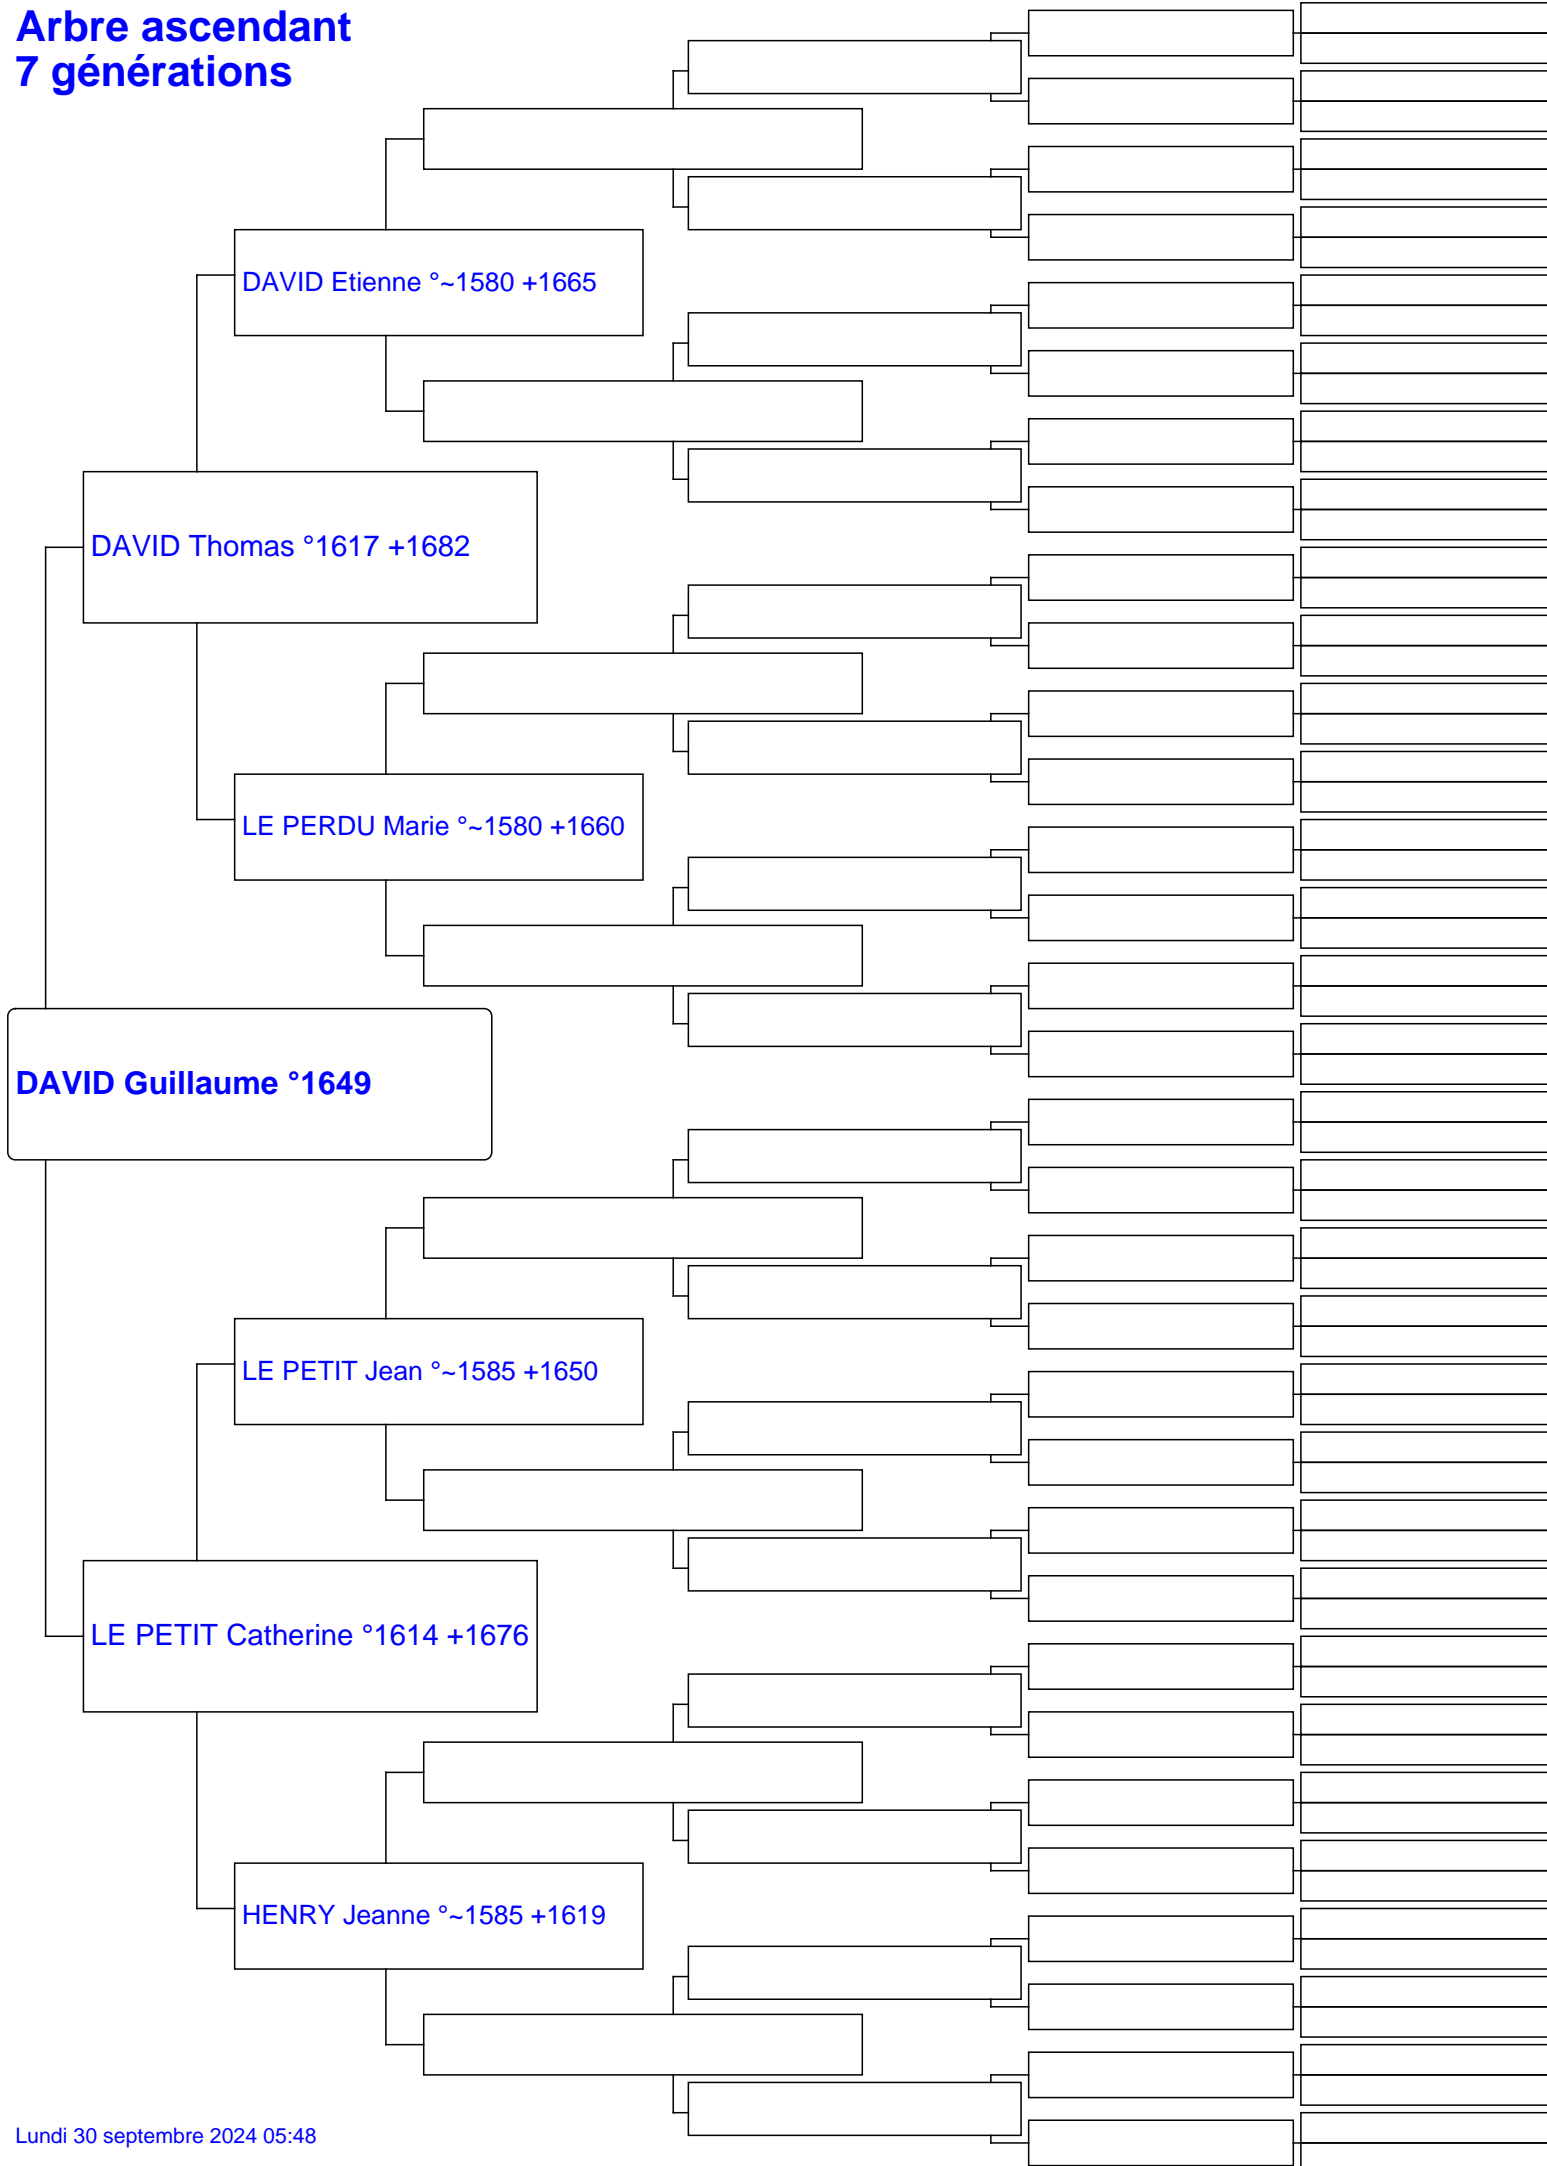 Arbre ascendant
7 générations
DAVID Etienne °~1580 +1665
DAVID Thomas °1617 +1682
LE PERDU Marie °~1580 +1660
DAVID Guillaume °1649
LE PETIT Jean °~1585 +1650
LE PETIT Catherine °1614 +1676
HENRY Jeanne °~1585 +1619
Lundi 30 septembre 2024 05:48